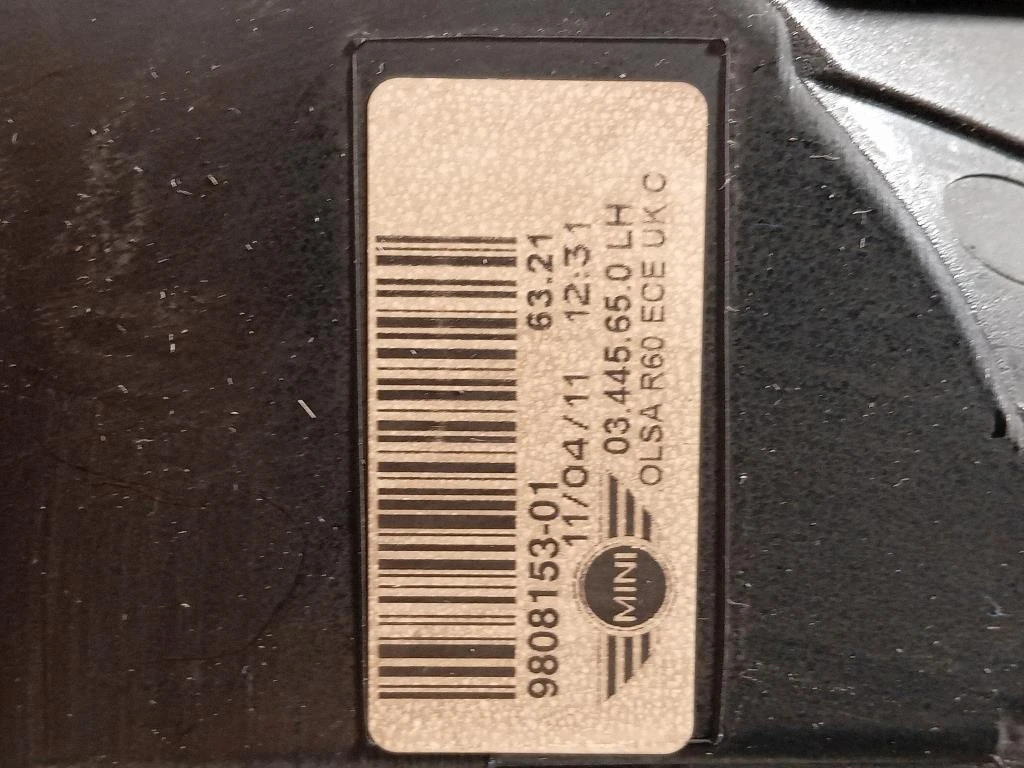 9808153-01 63.21
11/04/11 12:31
03.445.65.0 LH
OLSA R60 ECE UK C
MINI